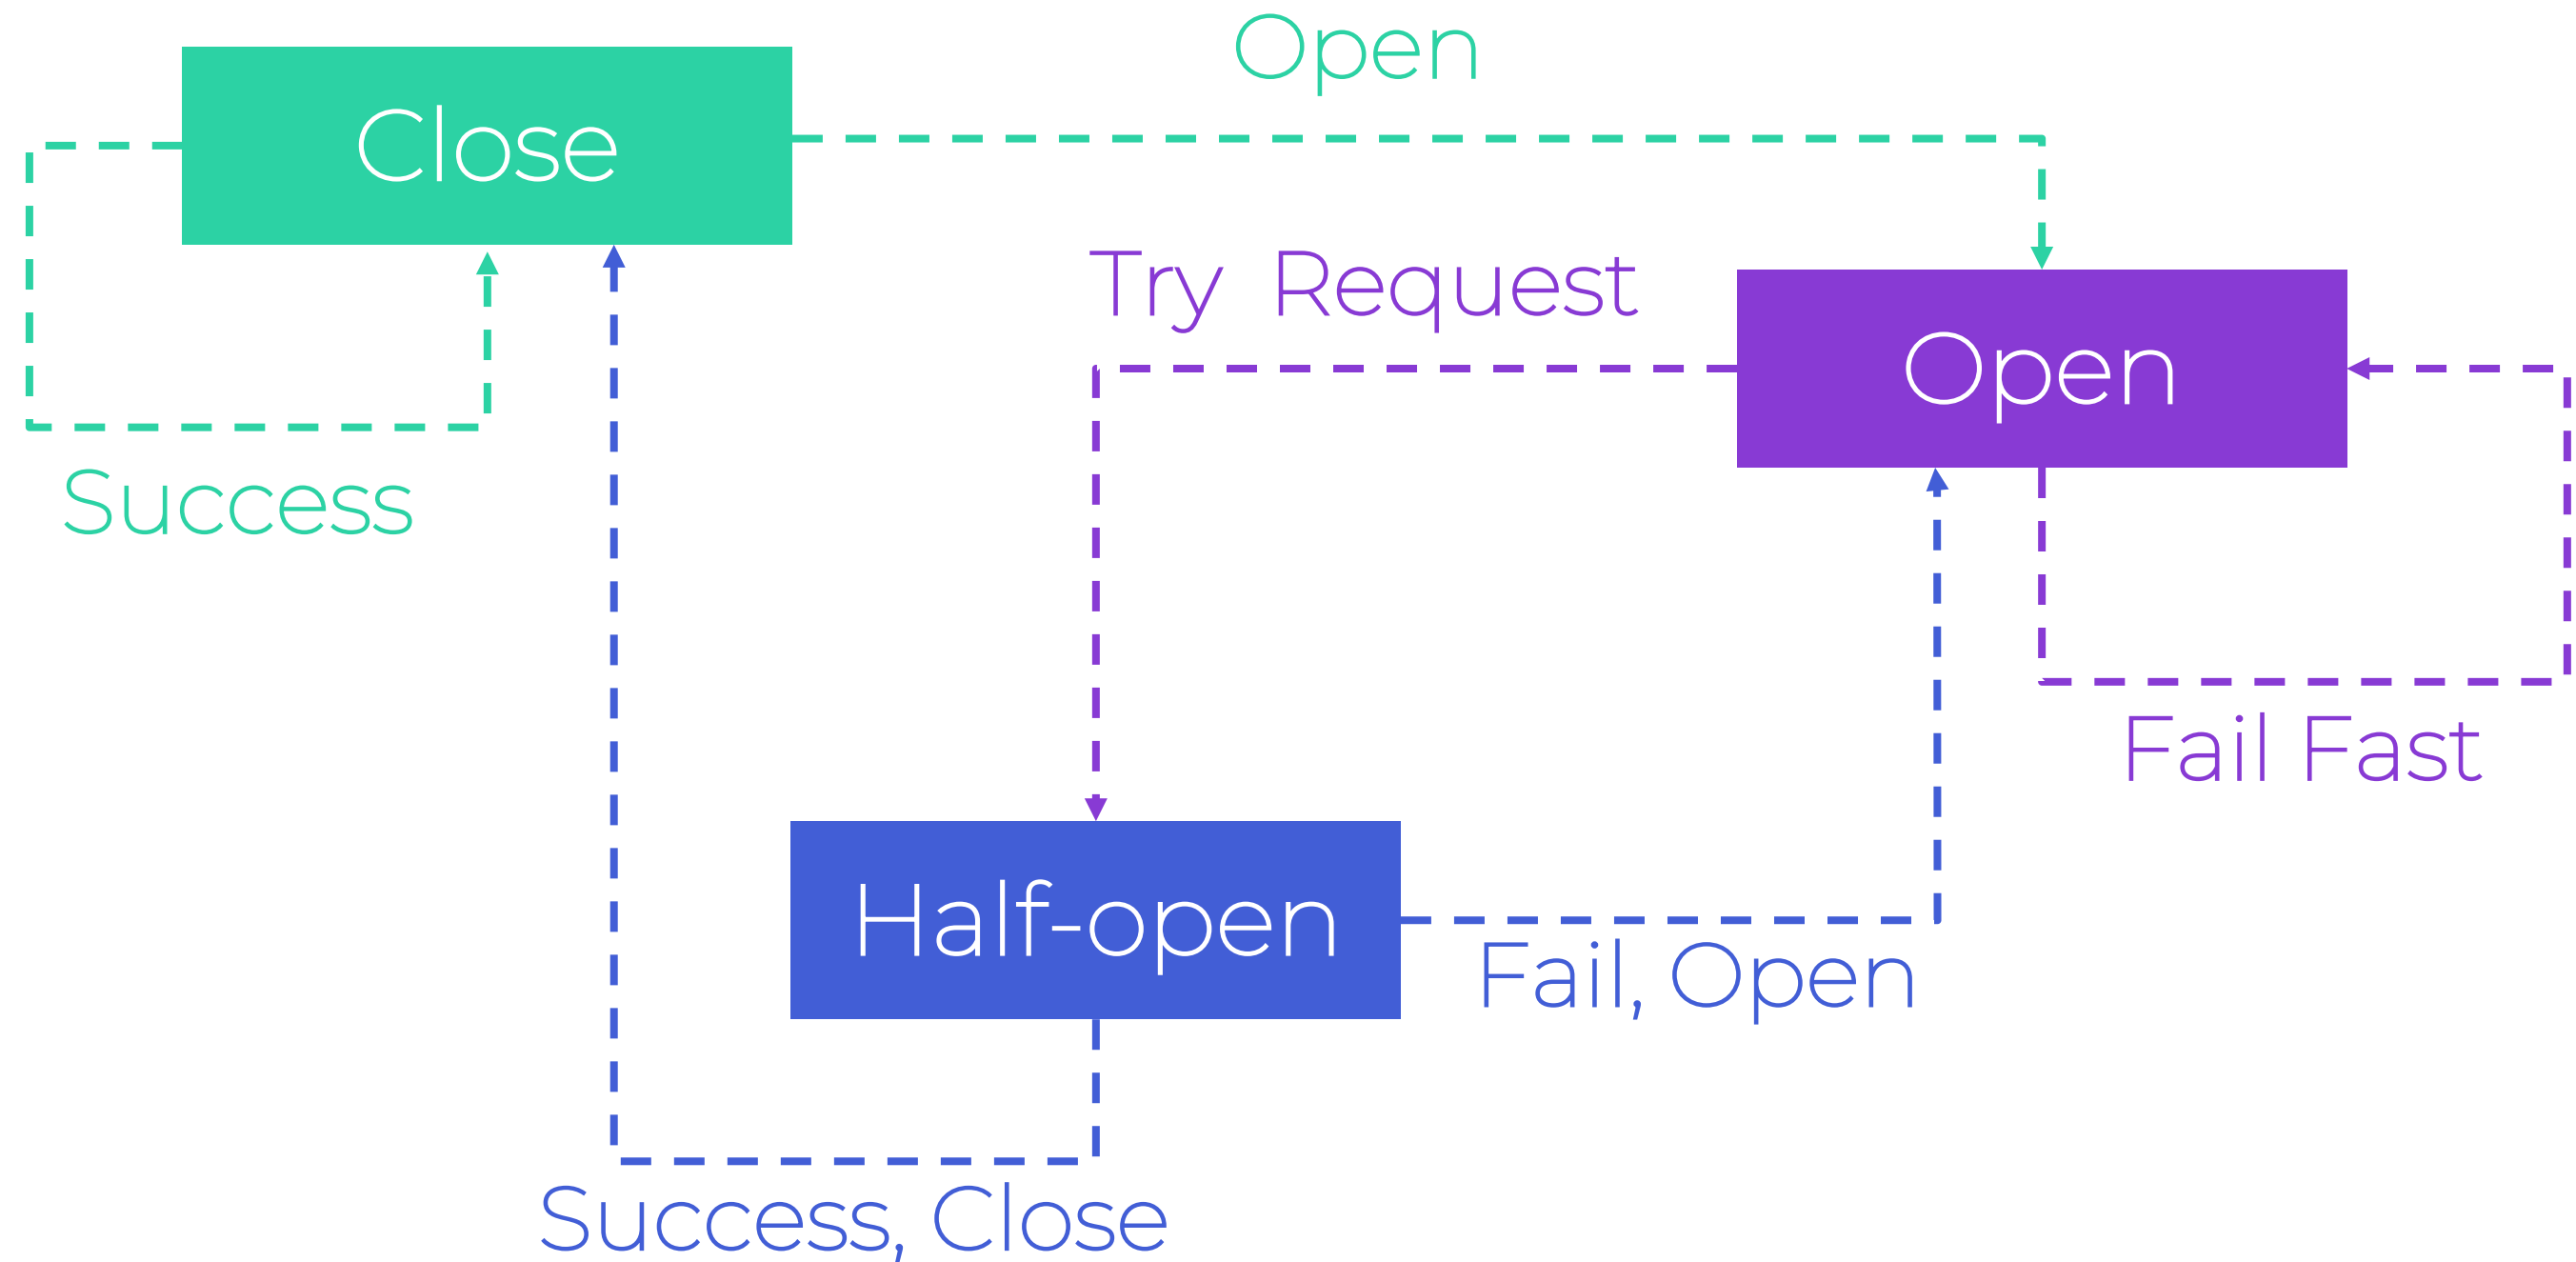 Open
Close
Try Request
Open
Success
Fail Fast
Half-open
Fail, Open
Success, Close